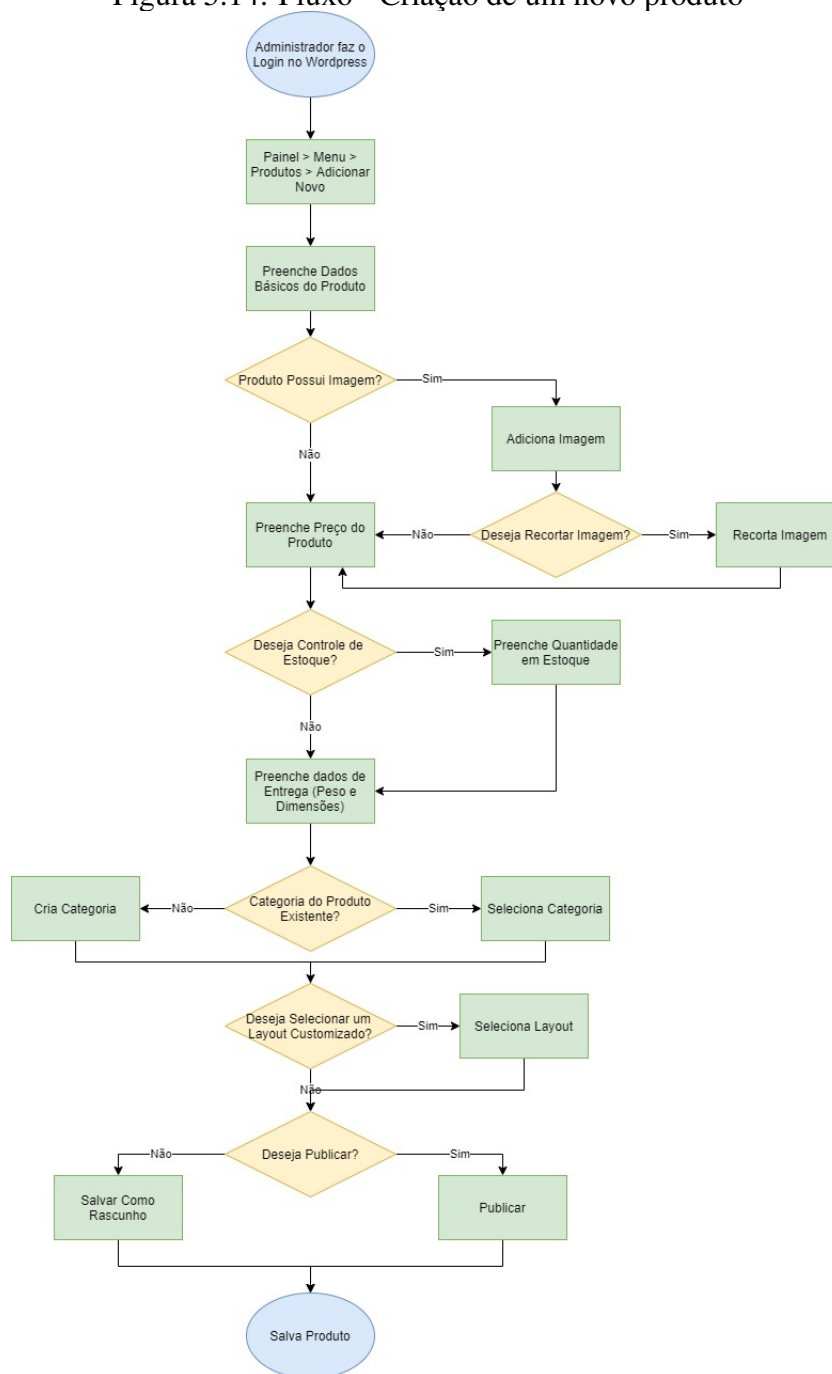 Figura 3.14: Fluxo - Criação de um novo produto
Administrador faz o
Login no Wordpress
Painel > Menu >
Produtos > Adicionar
Novo
Preenche Dados
Básicos do Produto
Produto Possui Imagem?
Sim
Adiciona Imagem
Não
Preenche Preço do
Produto
Não
Deseja Recortar Imagem?
Sim
Recorta Imagem
Deseja Controle de
Estoque?
Sim
Preenche Quantidade
em Estoque
Não
Preenche dados de
Entrega (Peso e
Dimensões)
Cria Categoria
Não
Categoria do Produto
Existente?
Sim
Seleciona Categoria
Deseja Selecionar um
Layout Customizado?
Sim
Seleciona Layout
Não
Não
Deseja Publicar?
Sim
Salvar Como
Rascunho
Publicar
Salva Produto